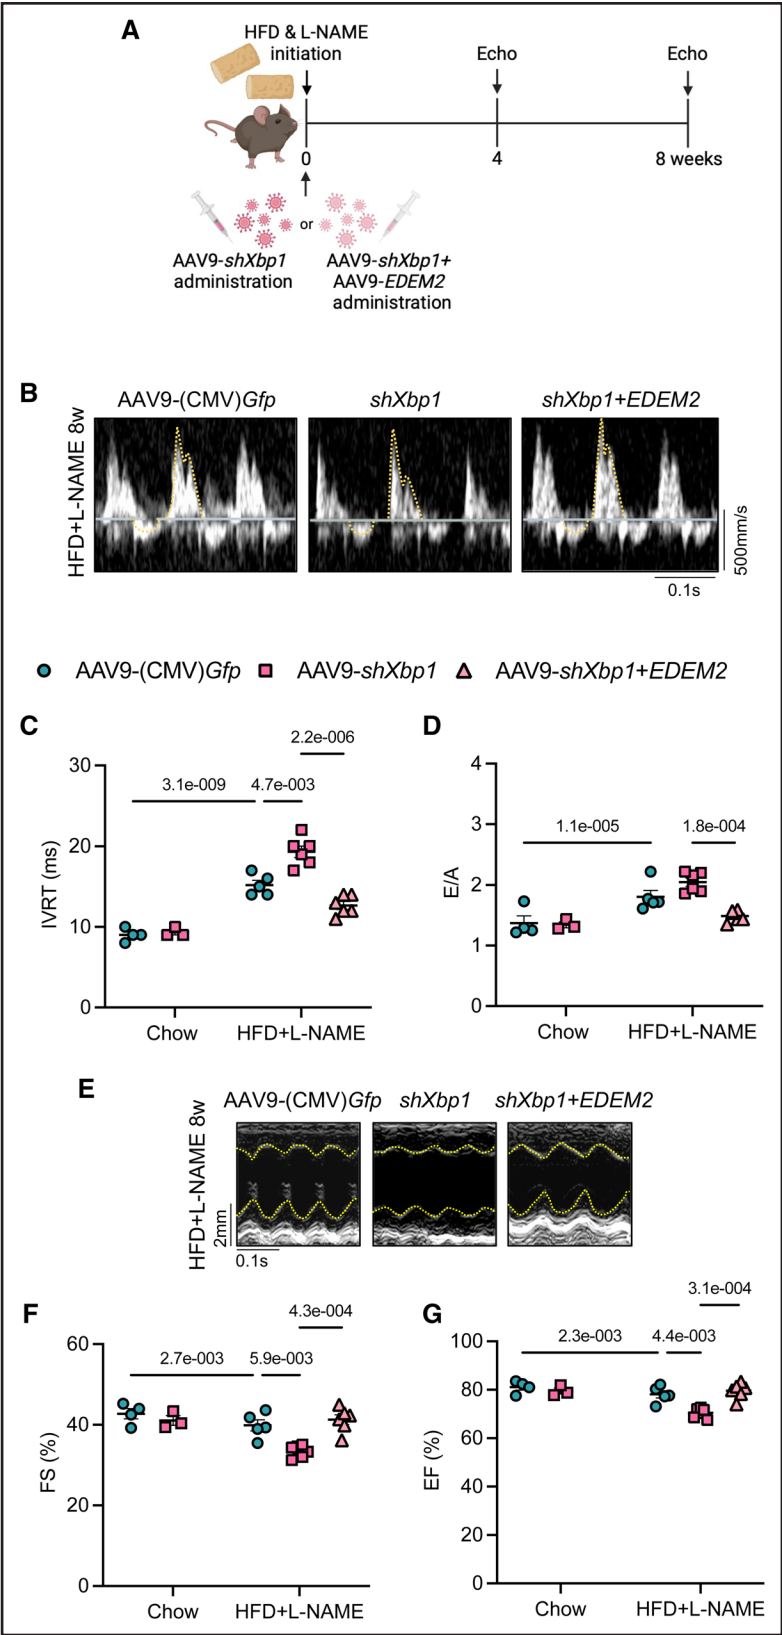 A
HFD & L-NAME
initiation
Echo
Echo
0
4
8 weeks
or
AAV9-shXbp1
administration
AAV9-shXbp1+
AAV9-EDEM2
administration
B
HFD+L-NAME 8w
AAV9-(CMV)Gfp
shXbp1
shXbp1+EDEM2
500mm/s
0.1s
AAV9-(CMV)Gfp
AAV9-shXbp1
AAV9-shXbp1+EDEM2
C
2.2e-006
3.1e-009
4.7e-003
IVRT (ms)
30
20
10
0
Chow
HFD+L-NAME
D
1.1e-005
1.8e-004
E/A
4
3
2
1
0
Chow
HFD+L-NAME
E
HFD+L-NAME 8w
AAV9-(CMV)Gfp
shXbp1
shXbp1+EDEM2
2mm
0.1s
F
4.3e-004
2.7e-003
5.9e-003
FS (%)
60
40
20
0
Chow
HFD+L-NAME
G
3.1e-004
2.3e-003
4.4e-003
EF (%)
100
80
60
40
20
0
Chow
HFD+L-NAME